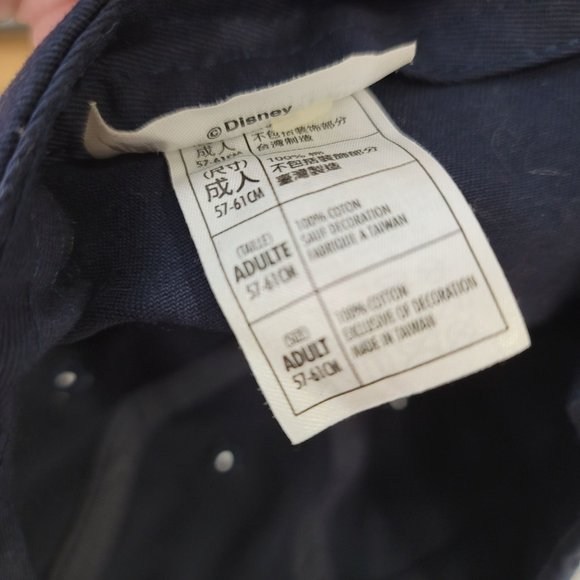 ©Disney
成人
57-61CM
不包括裝飾部分
台灣製造
(尺寸)
成人
57-61CM
100% 棉
不包括裝飾部分
臺灣製造
(TAILLE)
ADULTE
57-61CM
100% COTON
SAUF DECORATION
FABRIQUE A TAIWAN
(SIZE)
ADULT
57-61CM
100% COTTON
EXCLUSIVE OF DECORATION
MADE IN TAIWAN